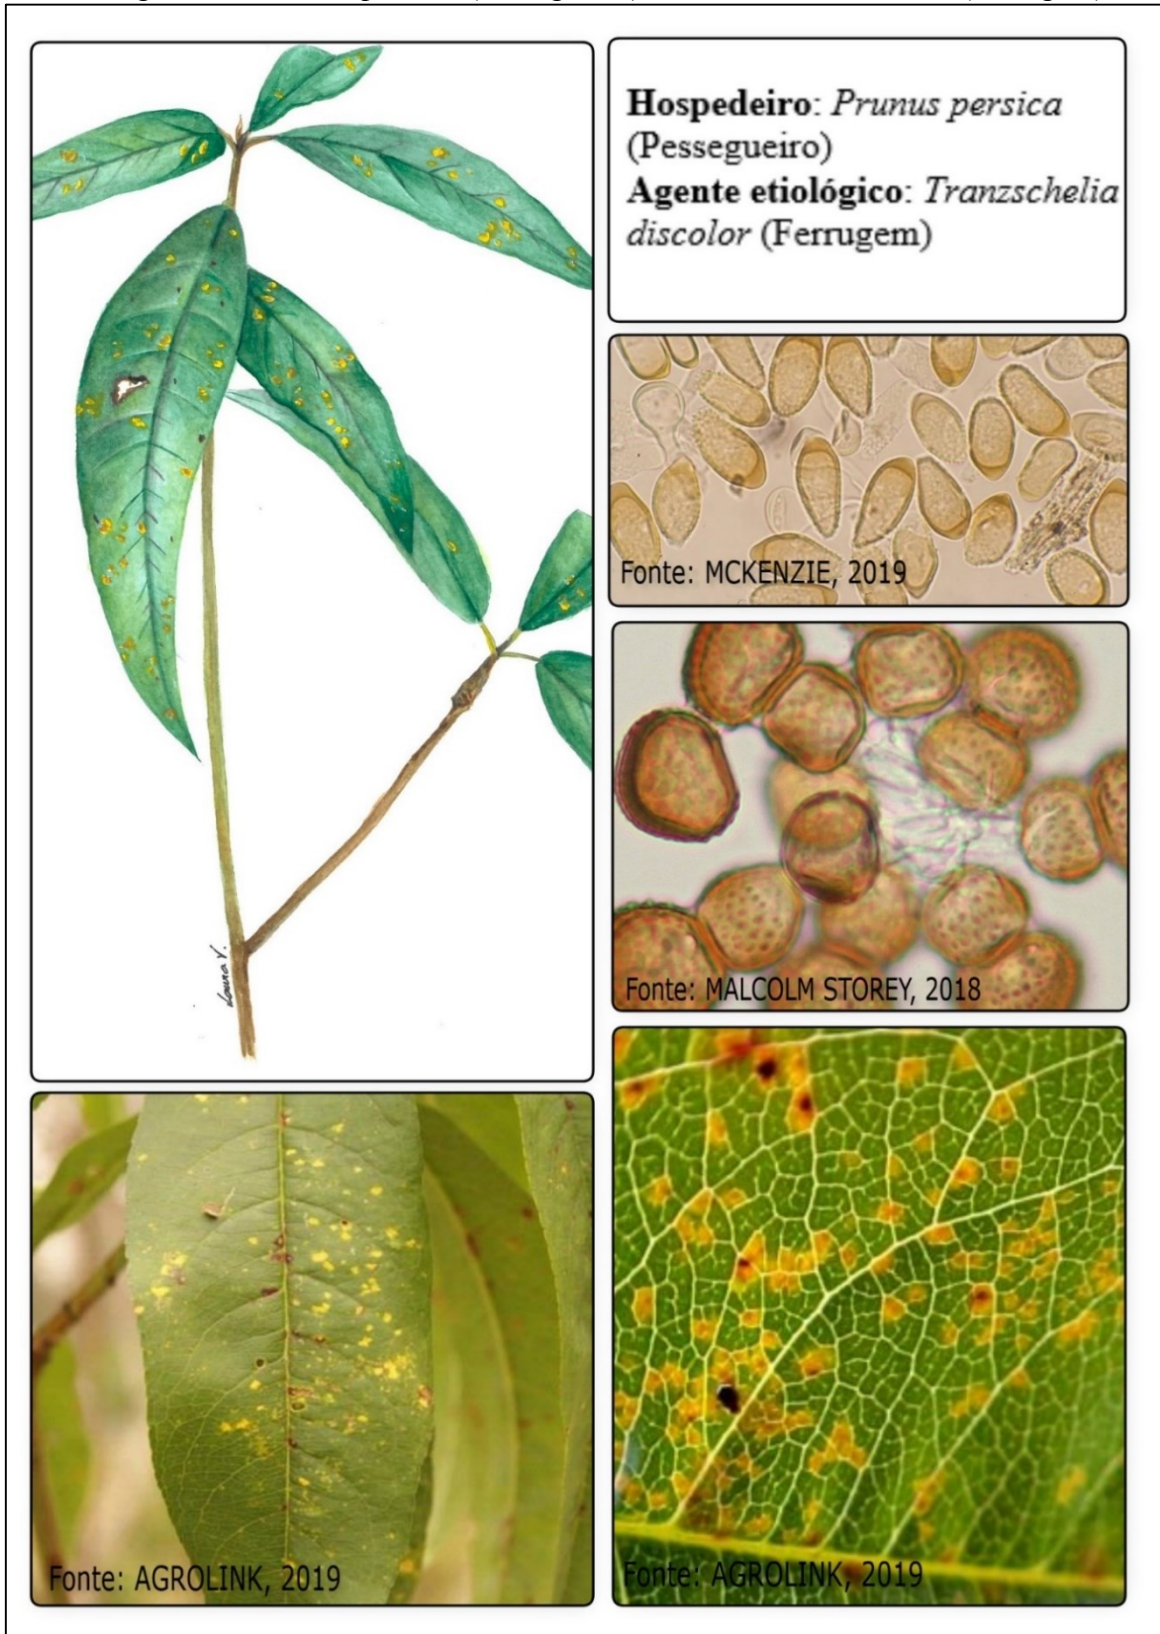 Hospedeiro: Prunus persica
(Pessegueiro)
Agente etiológico: Tranzschelia
discolor (Ferrugem)
Fonte: MCKENZIE, 2019
Fonte: MALCOLM STOREY, 2018
Laura V.
Fonte: AGROLINK, 2019
Fonte: AGROLINK, 2019